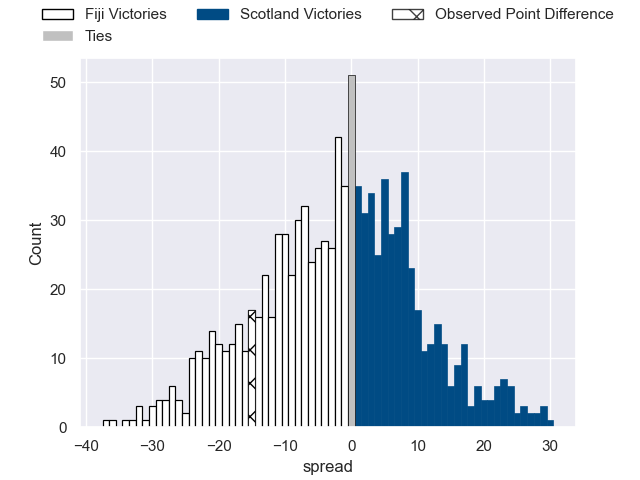 Fiji Victories
Scotland Victories
Observed Point Difference
Ties
50
40
30
20
10
0
Count
−40
−30
−20
−10
0
10
20
30
spread